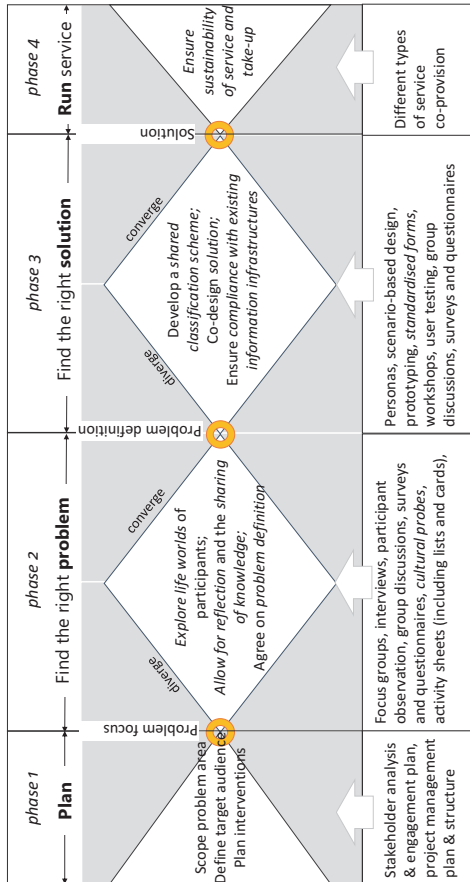 phase 1
Plan
phase 2
Find the right problem
phase 3
Find the right solution
phase 4
Run service
Problem focus
Problem definition
Solution
Scope problem area
Define target audience
Plan interventions
diverge
converge
Explore life worlds of
participants;
Allow for reflection and the sharing
of knowledge;
Agree on problem definition
diverge
converge
Develop a shared
classification scheme;
Co-design solution;
Ensure compliance with existing
information infrastructures
Ensure
sustainability
of service and
take-up
Stakeholder analysis
& engagement plan,
project management
plan & structure
Focus groups, interviews, participant
observation, group discussions, surveys
and questionnaires, cultural probes,
activity sheets (including lists and cards),
Personas, scenario-based design,
prototyping, standardised forms,
workshops, user testing, group
discussions, surveys and questionnaires
Different types
of service
co-provision